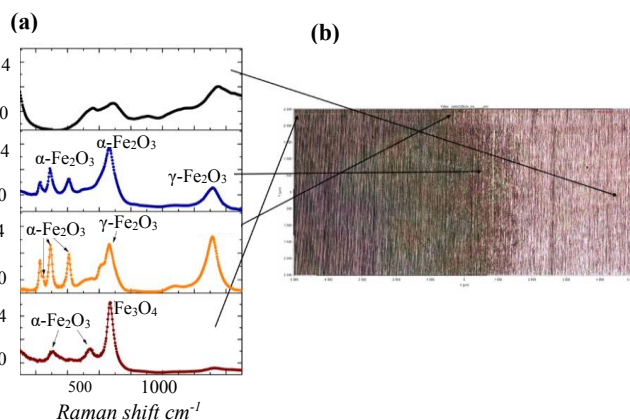 (a)
(b)
4
0
4
α-Fe₂O₃
α-Fe₂O₃
γ-Fe₂O₃
0
4
α-Fe₂O₃
γ-Fe₂O₃
0
4
α-Fe₂O₃
Fe₃O₄
0
500 1000
Raman shift cm⁻¹